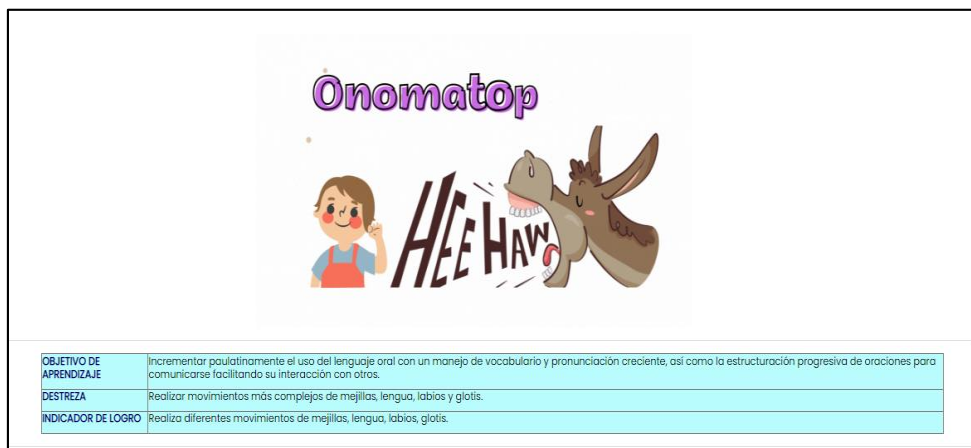 Onomatop
HEE HAW
OBJETIVO DE APRENDIZAJE
Incrementar paulatinamente el uso del lenguaje oral con un manejo de vocabulario y pronunciación creciente, así como la estructuración progresiva de oraciones para
comunicarse facilitando su interacción con otros.
DESTREZA
Realizar movimientos más complejos de mejillas, lengua, labios y glotis.
INDICADOR DE LOGRO
Realiza diferentes movimientos de mejillas, lengua, labios, glotis.